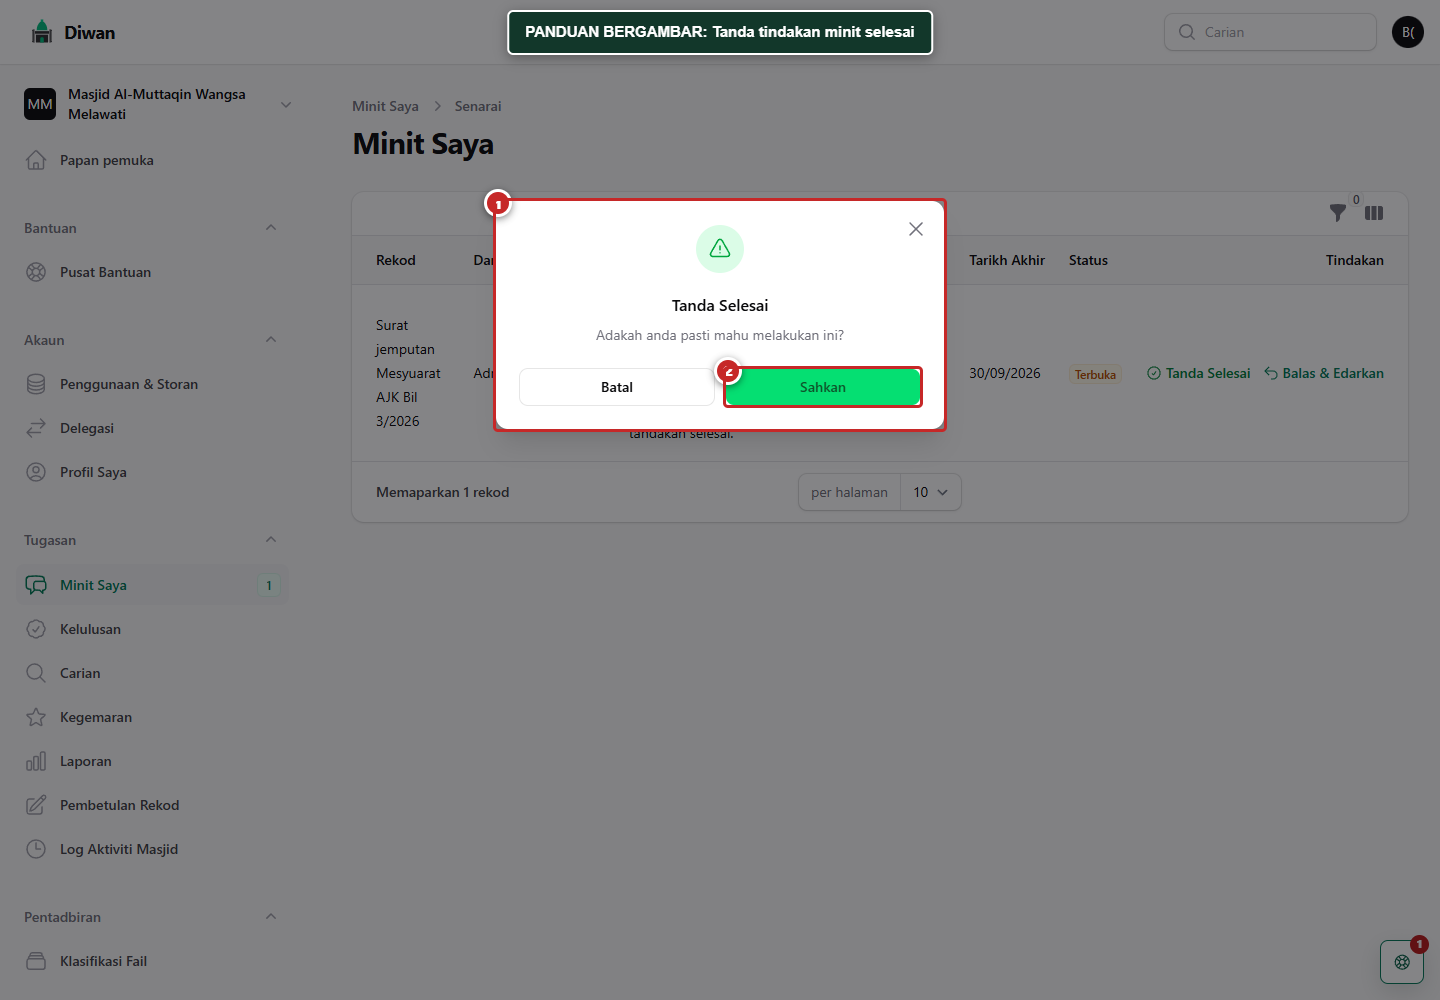 Diwan
PANDUAN BERGAMBAR: Tanda tindakan minit selesai
Carian
B(
MM
Masjid Al-Muttaqin Wangsa
Melawati
Papan pemuka
Bantuan
Pusat Bantuan
Akaun
Penggunaan & Storan
Delegasi
Profil Saya
Tugasan
Minit Saya
1
Kelulusan
Carian
Kegemaran
Laporan
Pembetulan Rekod
Log Aktiviti Masjid
Pentadbiran
Klasifikasi Fail
Minit Saya
Senarai
Minit Saya
0
Rekod
Tarikh Akhir
Status
Tindakan
Surat
jemputan
Mesyuarat
AJK Bil
3/2026
30/09/2026
Terbuka
Tanda Selesai
Balas & Edarkan
tandakan selesai.
Memaparkan 1 rekod
per halaman
10
1
Tanda Selesai
Adakah anda pasti mahu melakukan ini?
Batal
2
Sahkan
1